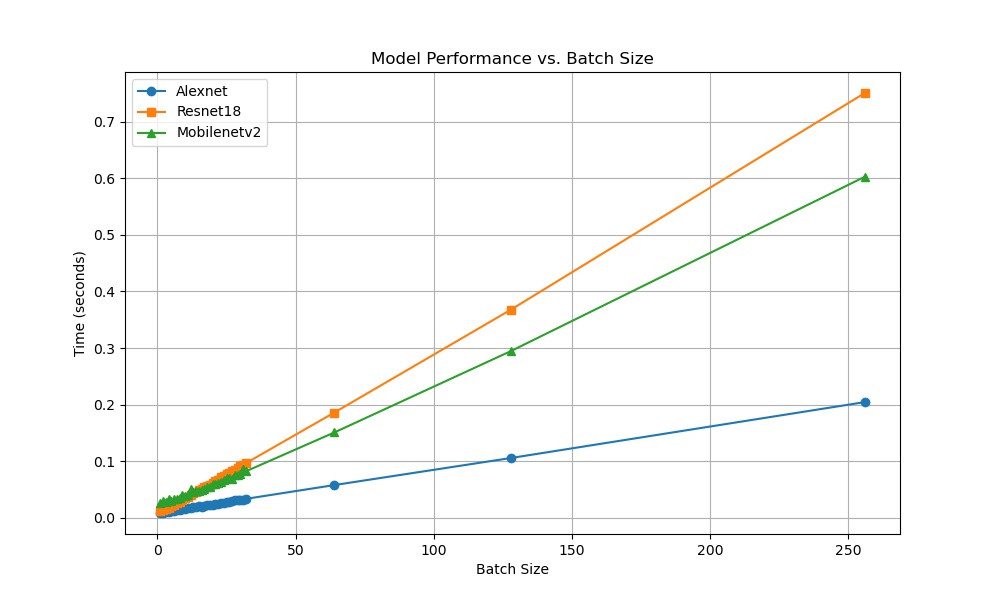 Model Performance vs. Batch Size
Alexnet
Resnet18
Mobilenetv2
0.7
0.6
0.5
0.4
0.3
0.2
0.1
0.0
Time (seconds)
0
50
100
150
200
250
Batch Size